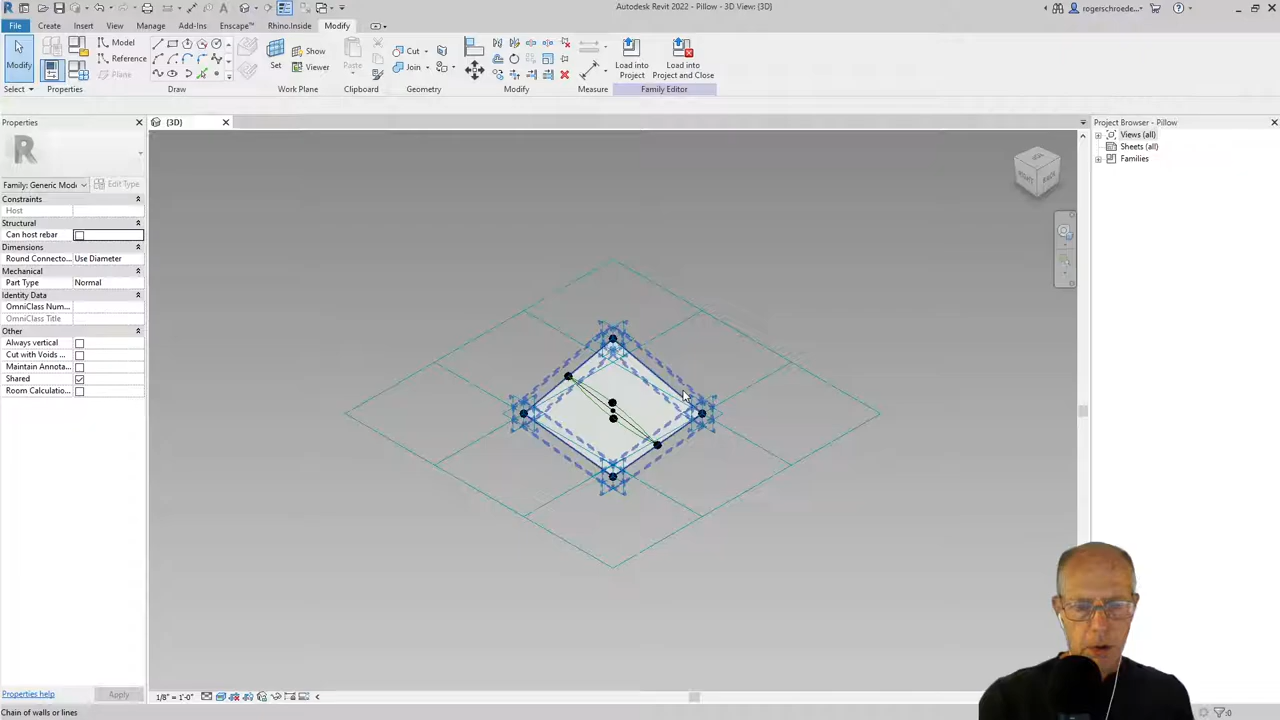 Autodesk Revit 2022 - Pillow - 3D View: {3D}
rogerschroede...
File Create Insert View Manage Add-Ins Enscape™ Rhino.Inside Modify
Modify
Model
Reference
Plane
Set
Show
Viewer
Paste
Cut
Join
Load into
Project
Load into
Project and Close
Select Properties Draw Work Plane Clipboard Geometry Modify Measure Family Editor
Properties
{3D}
Project Browser - Pillow
Views (all)
Sheets (all)
Families
Family: Generic Mode
Edit Type
Constraints
Host
Structural
Can host rebar
Dimensions
Round Connecto... Use Diameter
Mechanical
Part Type Normal
Identity Data
OmniClass Num...
OmniClass Title
Other
Always vertical
Cut with Voids ...
Maintain Annota...
Shared
Room Calculatio...
RIGHT BACK
Properties help
Apply
1/8" = 1'-0"
Chain of walls or lines
:0